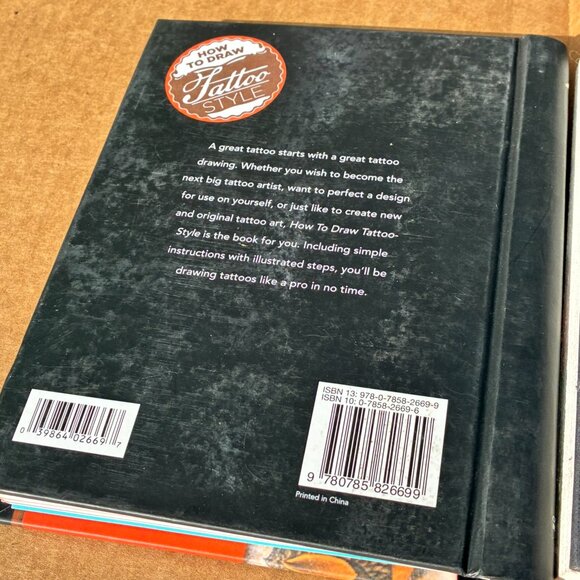 HOW
TO DRAW
Tattoo
STYLE
A great tattoo starts with a great tattoo
drawing. Whether you wish to become the
next big tattoo artist, want to perfect a design
for use on yourself, or just like to create new
and original tattoo art, How To Draw Tattoo-
Style is the book for you. Including simple
instructions with illustrated steps, you'll be
drawing tattoos like a pro in no time.
ISBN 13: 978-0-7858-2669-9
ISBN 10: 0-7858-2669-6
0 39864 02669 7
9 780785 826699
Printed in China